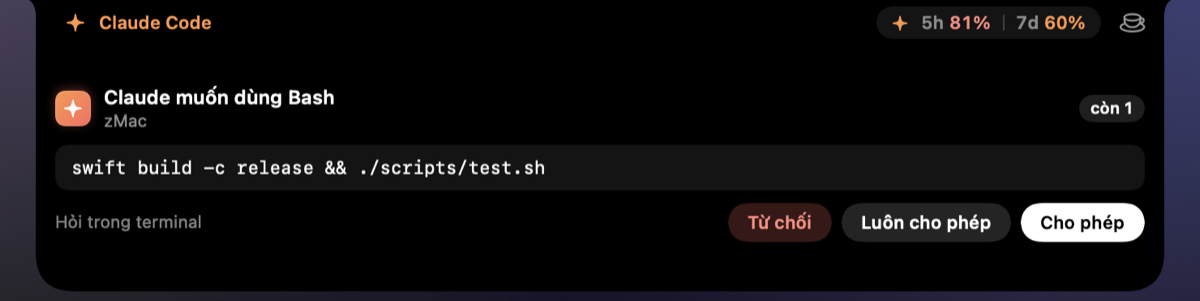 Claude Code
5h 81% | 7d 60%
Claude muốn dùng Bash
zMac
còn 1
swift build -c release && ./scripts/test.sh
Hỏi trong terminal
Từ chối
Luôn cho phép
Cho phép